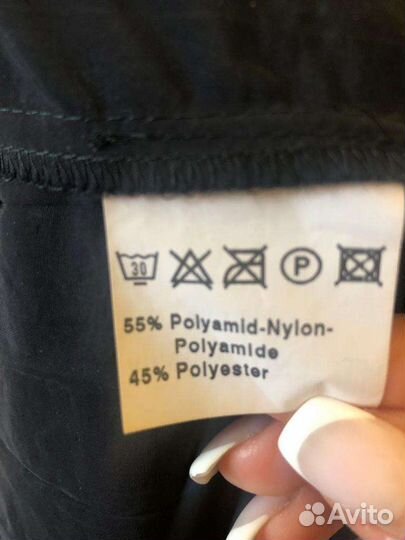 30 P
55% Polyamid-Nylon-
Polyamide
45% Polyester
Avito